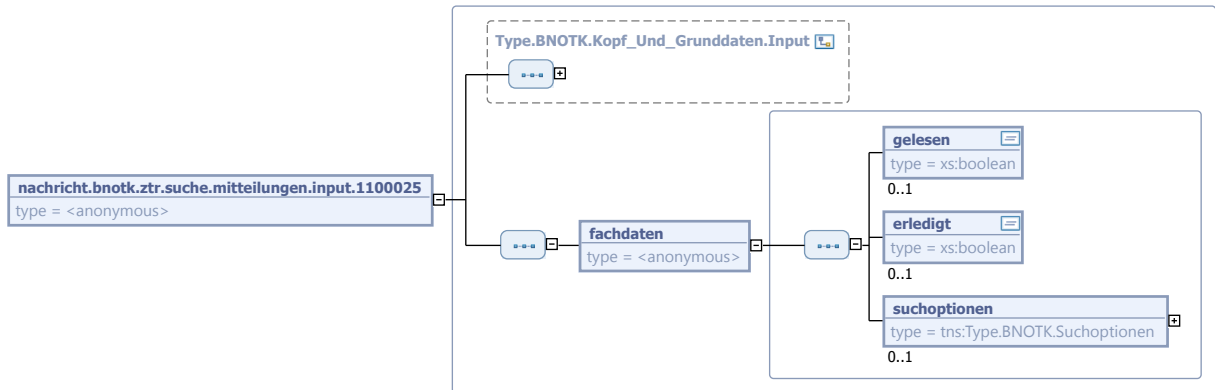 Type.BNOTK.Kopf_Und_Grunddaten.Input
nachricht.bnotk.ztr.suche.mitteilungen.input.1100025
type = <anonymous>
fachdaten
type = <anonymous>
gelesen
type = xs:boolean
0..1
erledigt
type = xs:boolean
0..1
suchoptionen
type = tns:Type.BNOTK.Suchoptionen
0..1